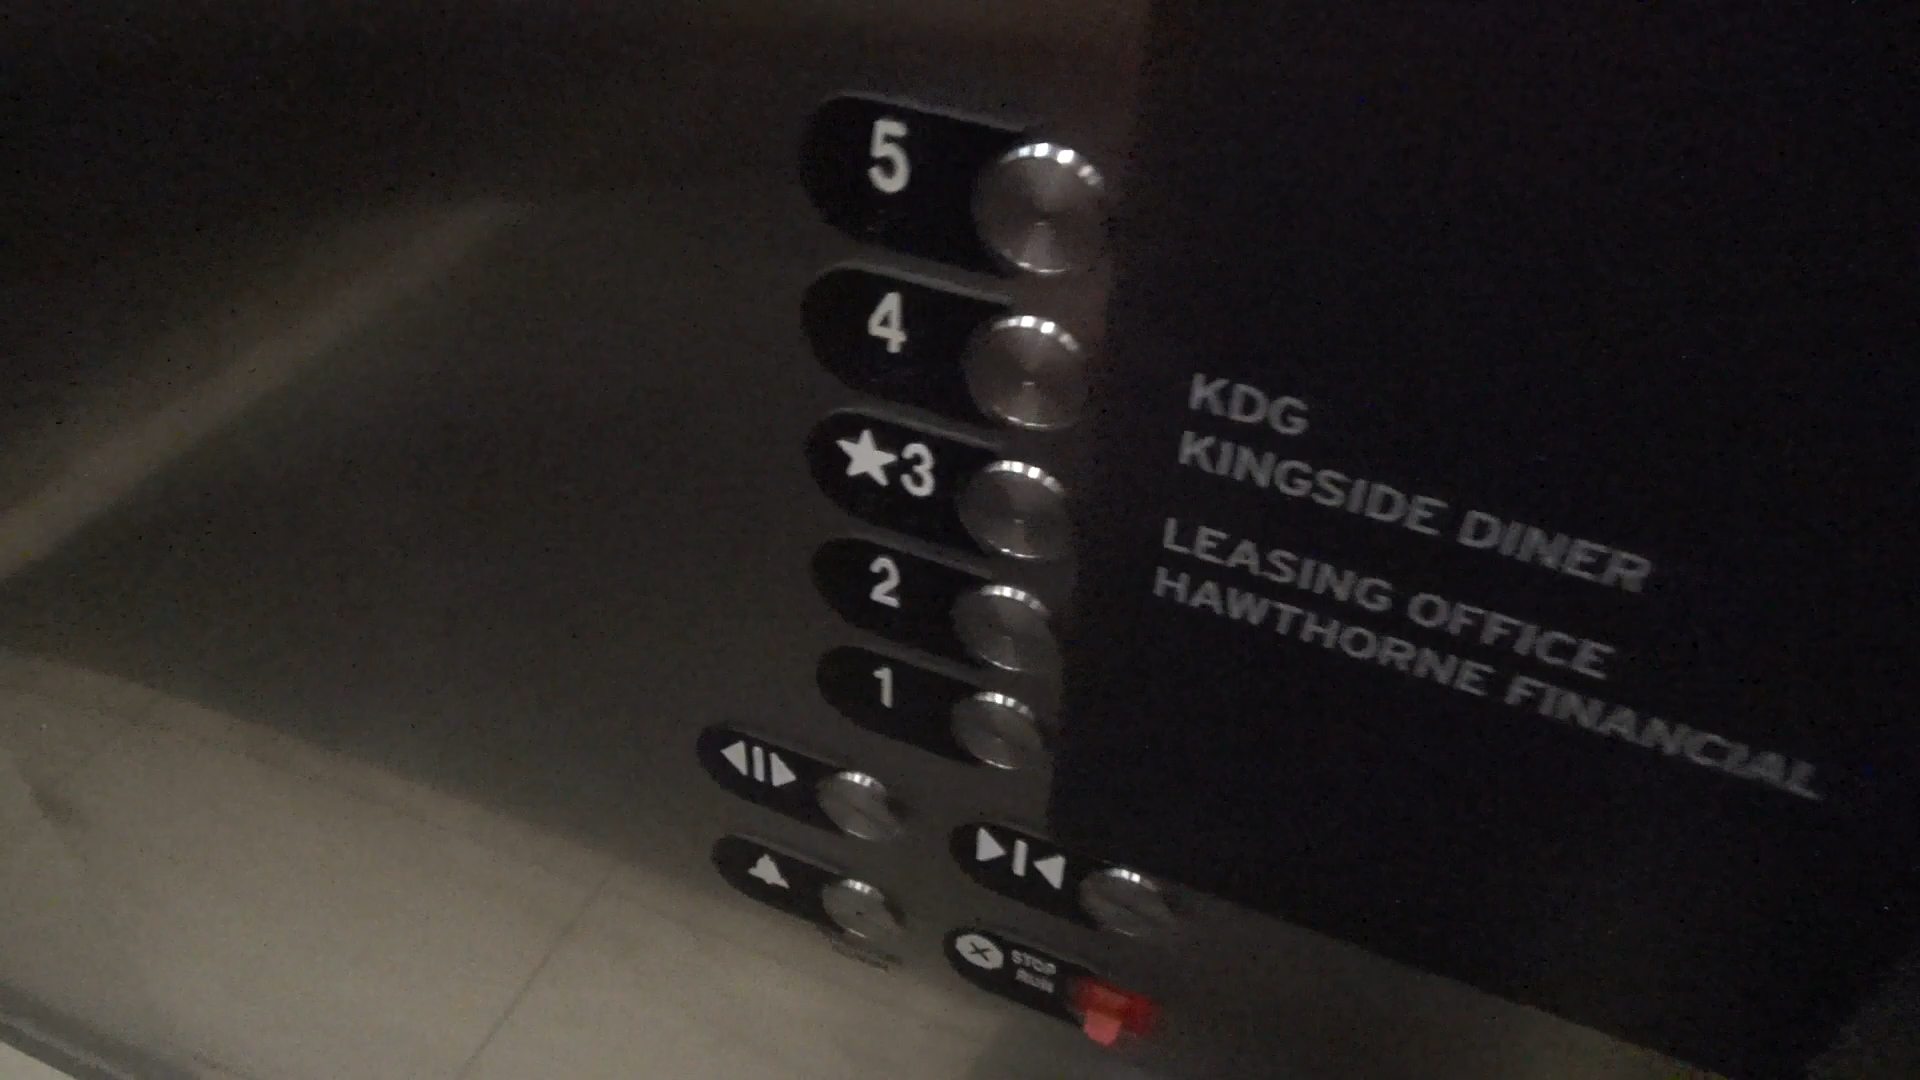 5
4
★3
2
1
STOP
RUN
KDG
KINGSIDE DINER
LEASING OFFICE
HAWTHORNE FINANCIAL